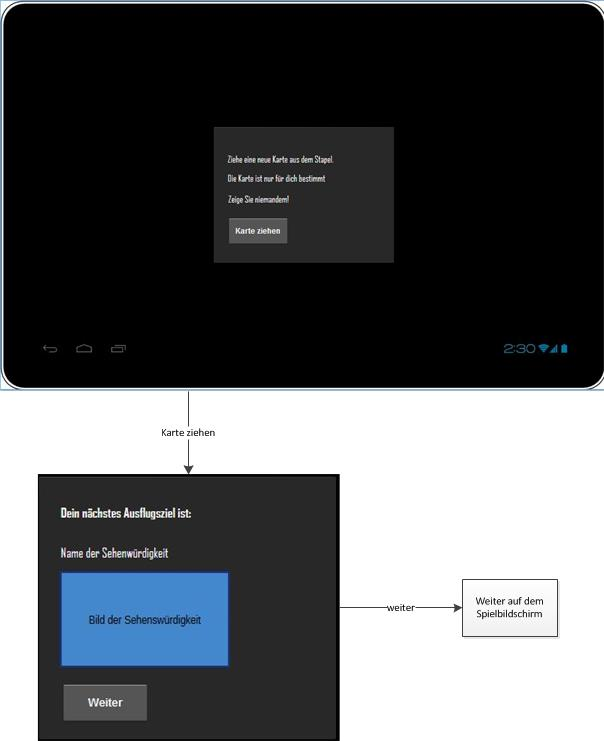 Ziehe eine neue Karte aus dem Stapel.
Die Karte ist nur für dich bestimmt
Zeige Sie niemandem!
Karte ziehen
2:30
Karte ziehen
Dein nächstes Ausflugsziel ist:
Name der Sehenwürdigkeit
Bild der Sehenswürdigkeit
Weiter
weiter
Weiter auf dem
Spielbildschirm